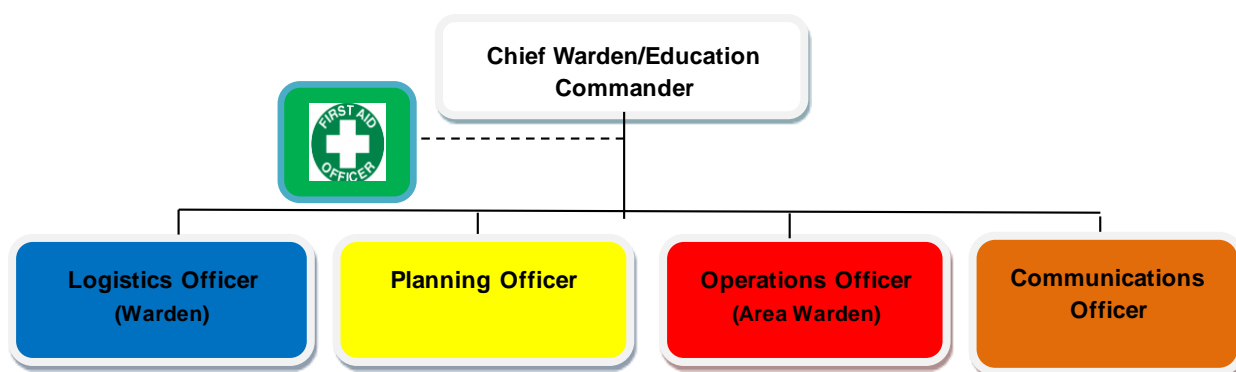 Chief Warden/Education
Commander
FIRST AID
OFFICER
Logistics Officer
(Warden)
Planning Officer
Operations Officer
(Area Warden)
Communications
Officer